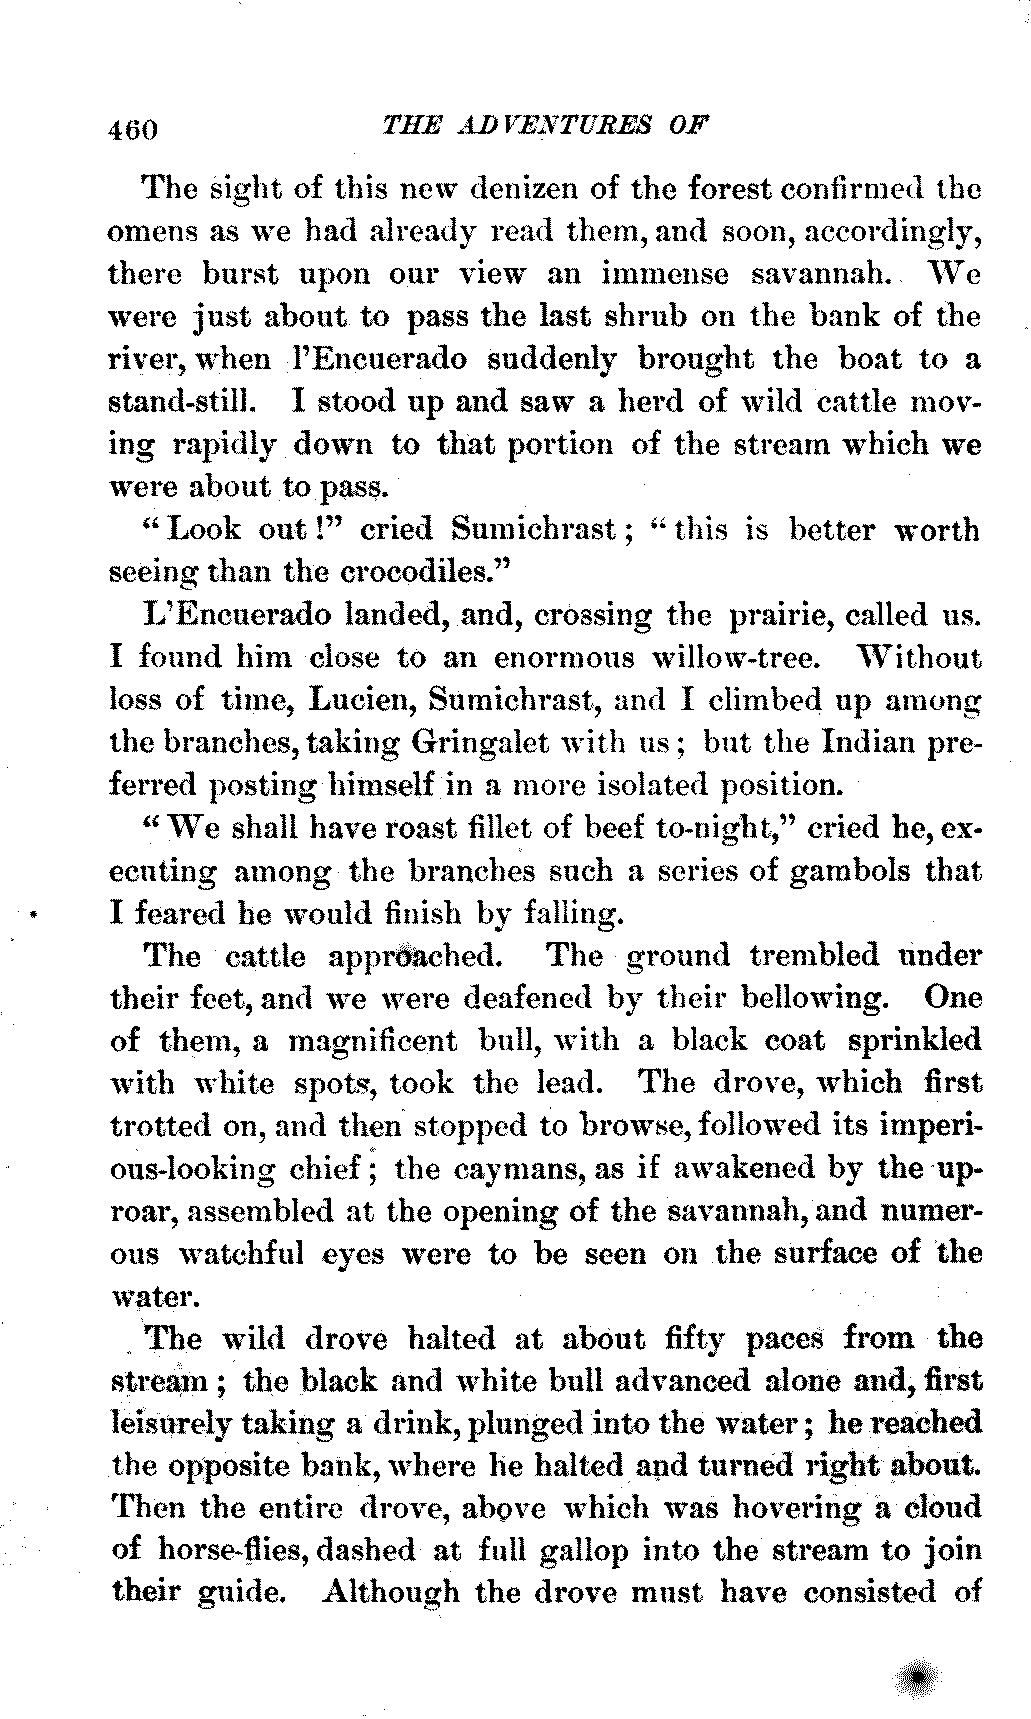 460 THE ADVENTURES OF
The sight of this new denizen of the forest confirmed the
omens as we had already read them, and soon, accordingly,
there burst upon our view an immense savannah. We
were just about to pass the last shrub on the bank of the
river, when l'Encuerado suddenly brought the boat to a
stand-still. I stood up and saw a herd of wild cattle mov-
ing rapidly down to that portion of the stream which we
were about to pass.
"Look out!" cried Sumichrast; "this is better worth
seeing than the crocodiles."
L'Encuerado landed, and, crossing the prairie, called us.
I found him close to an enormous willow-tree. Without
loss of time, Lucien, Sumichrast, and I climbed up among
the branches, taking Gringalet with us; but the Indian pre-
ferred posting himself in a more isolated position.
"We shall have roast fillet of beef to-night," cried he, ex-
ecuting among the branches such a series of gambols that
I feared he would finish by falling.
The cattle approached. The ground trembled under
their feet, and we were deafened by their bellowing. One
of them, a magnificent bull, with a black coat sprinkled
with white spots, took the lead. The drove, which first
trotted on, and then stopped to browse, followed its imperi-
ous-looking chief; the caymans, as if awakened by the up-
roar, assembled at the opening of the savannah, and numer-
ous watchful eyes were to be seen on the surface of the
water.
The wild drove halted at about fifty paces from the
stream; the black and white bull advanced alone and, first
leisurely taking a drink, plunged into the water; he reached
the opposite bank, where he halted and turned right about.
Then the entire drove, above which was hovering a cloud
of horse-flies, dashed at full gallop into the stream to join
their guide. Although the drove must have consisted of